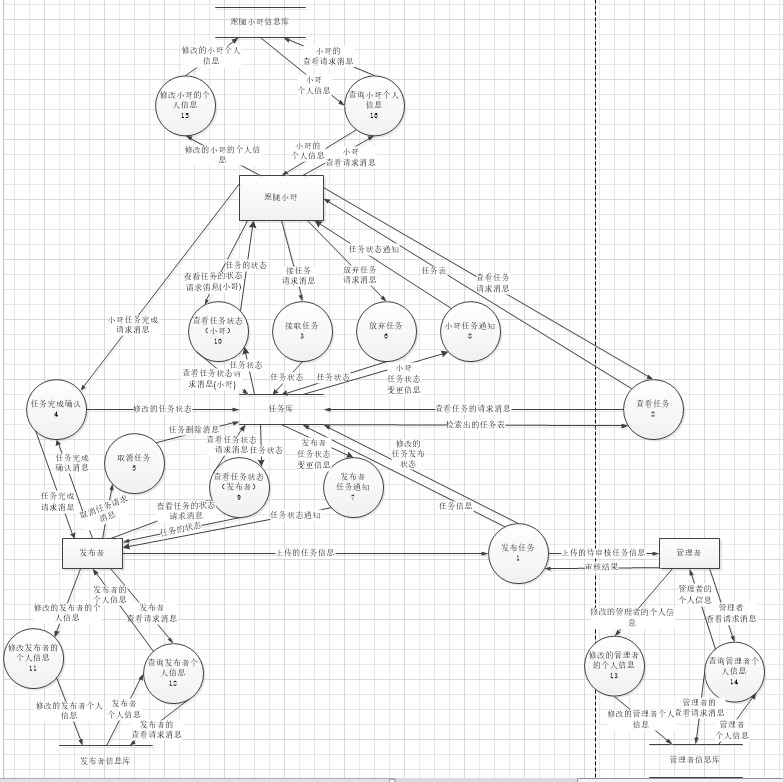 跑腿小哥信息库
修改的小哥个人
信息
小哥的
查看请求消息
小哥
个人信息
修改小哥的个
人信息
15
查询小哥个人
信息
16
修改的小哥的个人信
息
小哥的
个人信息
小哥
查看请求消息
跑腿小哥
任务状态通知
任务表
查看任务
请求消息
任务的状态
查看任务的状态
请求消息(小哥)
接任务
请求消息
放弃任务
请求消息
小哥任务完成
请求消息
查看任务状态
(小哥)
10
接取任务
3
放弃任务
6
小哥任务通知
8
查看任务状态
求消息(小哥)
任务状态
任务状态
任务状态
小哥
任务状态
变更信息
任务完成确认
4
修改的任务状态
任务库
查看任务的请求消息
检索出的任务表
查看任务
2
任务删除消息
查看任务状态
请求消息
任务状态
发布者
任务状态
变更信息
修改的
任务发布
状态
取消任务
5
任务完成
确认消息
任务完成
请求消息
取消任务请求
消息
查看任务状态
(发布者)
9
发布者
任务通知
7
任务信息
查看任务的状态
请求消息
任务的状态
任务状态通知
发布者
上传的任务信息
发布任务
1
上传的待审核任务信息
审核结果
管理者
发布者的
个人信息
修改的发布者的个
人信息
发布者
查看请求消息
管理者的
个人信息
管理者
查看请求消息
修改的管理者的个人信
息
修改发布者的
个人信息
11
查询发布者个
人信息
12
修改的管理者
的个人信息
13
查询管理者个
人信息
14
修改的发布者个人
信息
发布者
个人信息
发布者的
查看请求消息
修改的管理者个人
信息
管理者的
查看请求消息
管理者
个人信息
发布者信息库
管理者信息库